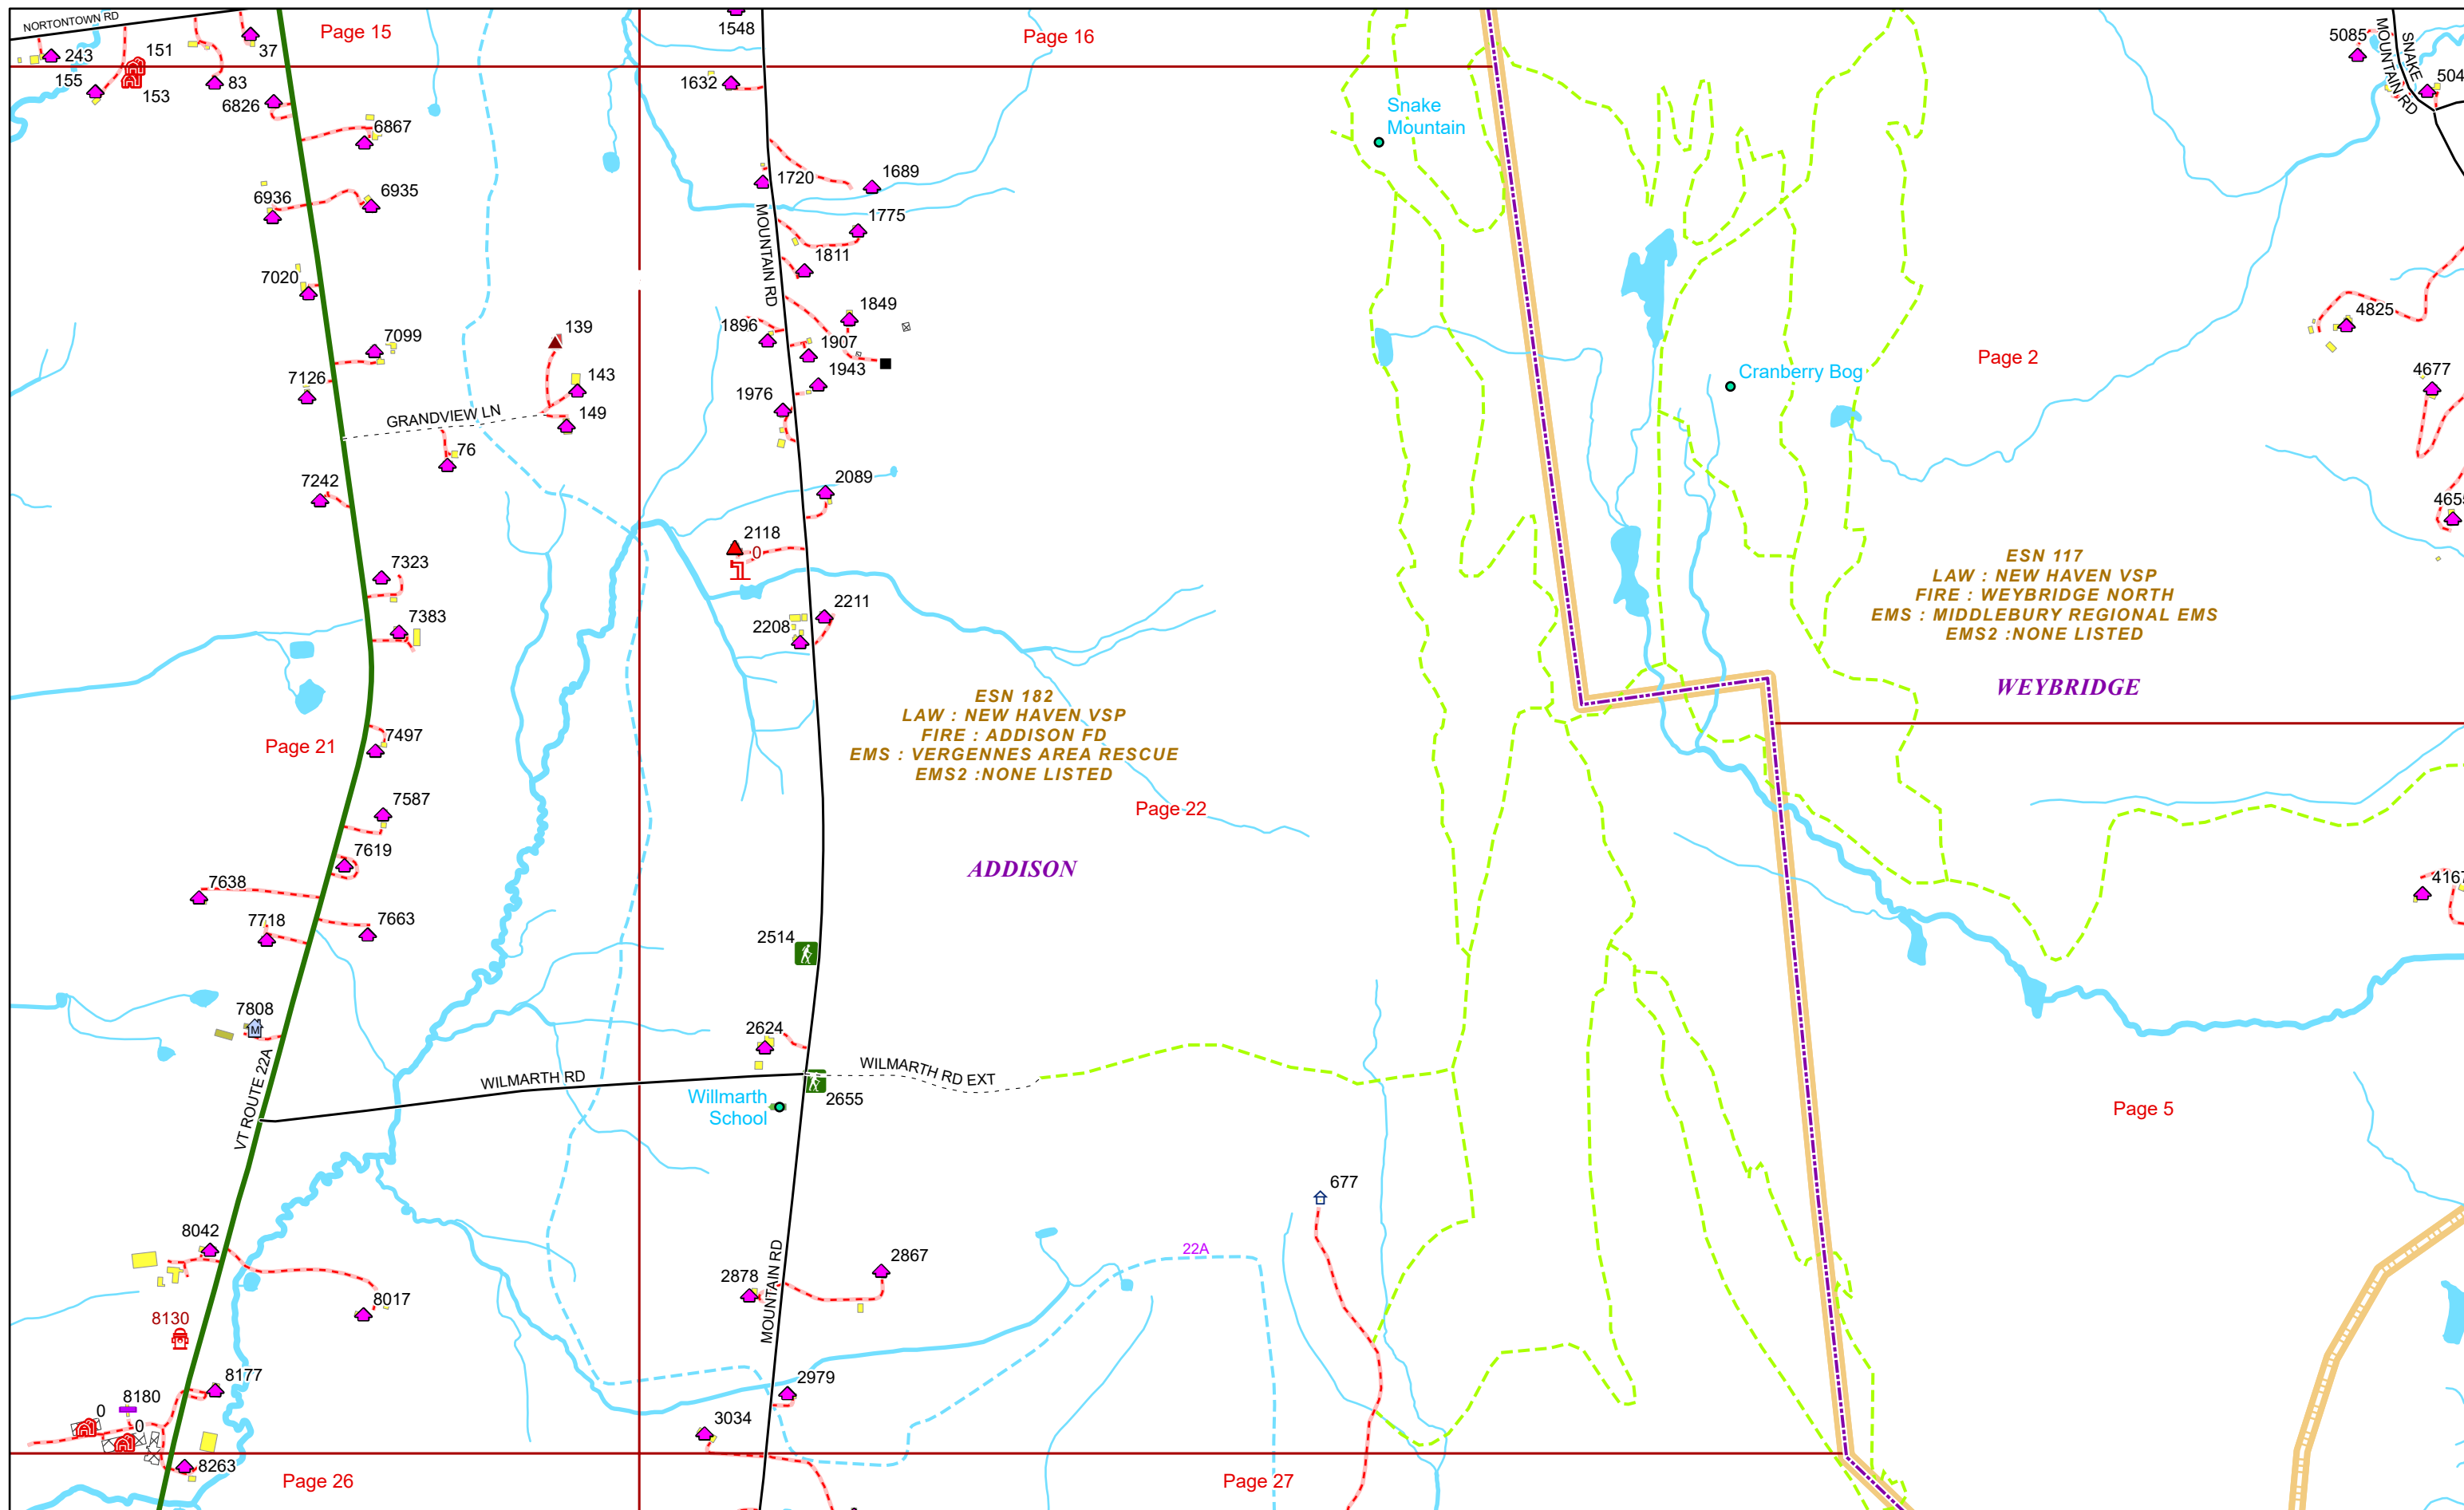 NORTONTOWN RD
Page 15
Page 16
1548
37
243
151
155
153
83
6826
6867
1632
Snake
Mountain
5085
SNAKE
MOUNTAIN RD
504
6936
6935
1720
1689
1775
MOUNTAIN RD
1811
7020
1849
4825
139
1896
1907
7099
1943
Page 2
Cranberry Bog
4677
7126
143
1976
GRANDVIEW LN
149
76
7242
2089
465
2118
0
7323
ESN 117
LAW : NEW HAVEN VSP
FIRE : WEYBRIDGE NORTH
EMS : MIDDLEBURY REGIONAL EMS
EMS2 :NONE LISTED
2211
7383
2208
WEYBRIDGE
ESN 182
LAW : NEW HAVEN VSP
FIRE : ADDISON FD
EMS : VERGENNES AREA RESCUE
EMS2 :NONE LISTED
7497
Page 21
7587
Page 22
7619
ADDISON
7638
4167
7718
7663
2514
7808
M
2624
VT ROUTE 22A
WILMARTH RD
WILMARTH RD EXT
Willmarth
School
2655
Page 5
677
8042
22A
2867
2878
MOUNTAIN RD
8017
8130
8177
2979
8180
0
0
3034
8263
Page 26
Page 27